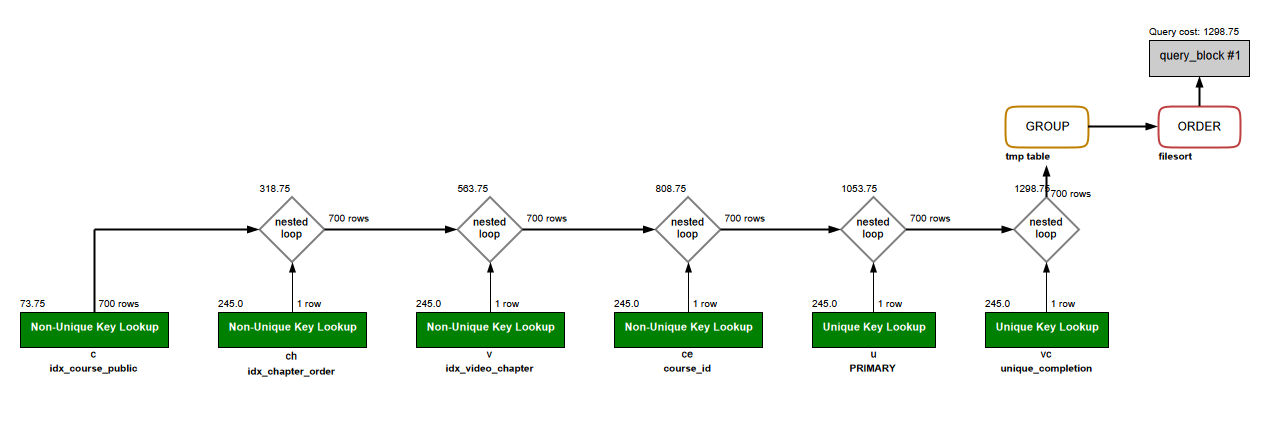 Query cost: 1298.75
query_block #1
GROUP
ORDER
tmp table
filesort
318.75
563.75
808.75
1053.75
1298.75
nested
loop
700 rows
nested
loop
700 rows
nested
loop
700 rows
nested
loop
700 rows
nested
loop
700 rows
73.75
700 rows
245.0
1 row
245.0
1 row
245.0
1 row
245.0
1 row
245.0
1 row
Non-Unique Key Lookup
Non-Unique Key Lookup
Non-Unique Key Lookup
Non-Unique Key Lookup
Unique Key Lookup
Unique Key Lookup
c
ch
v
ce
u
vc
idx_course_public
idx_chapter_order
idx_video_chapter
course_id
PRIMARY
unique_completion